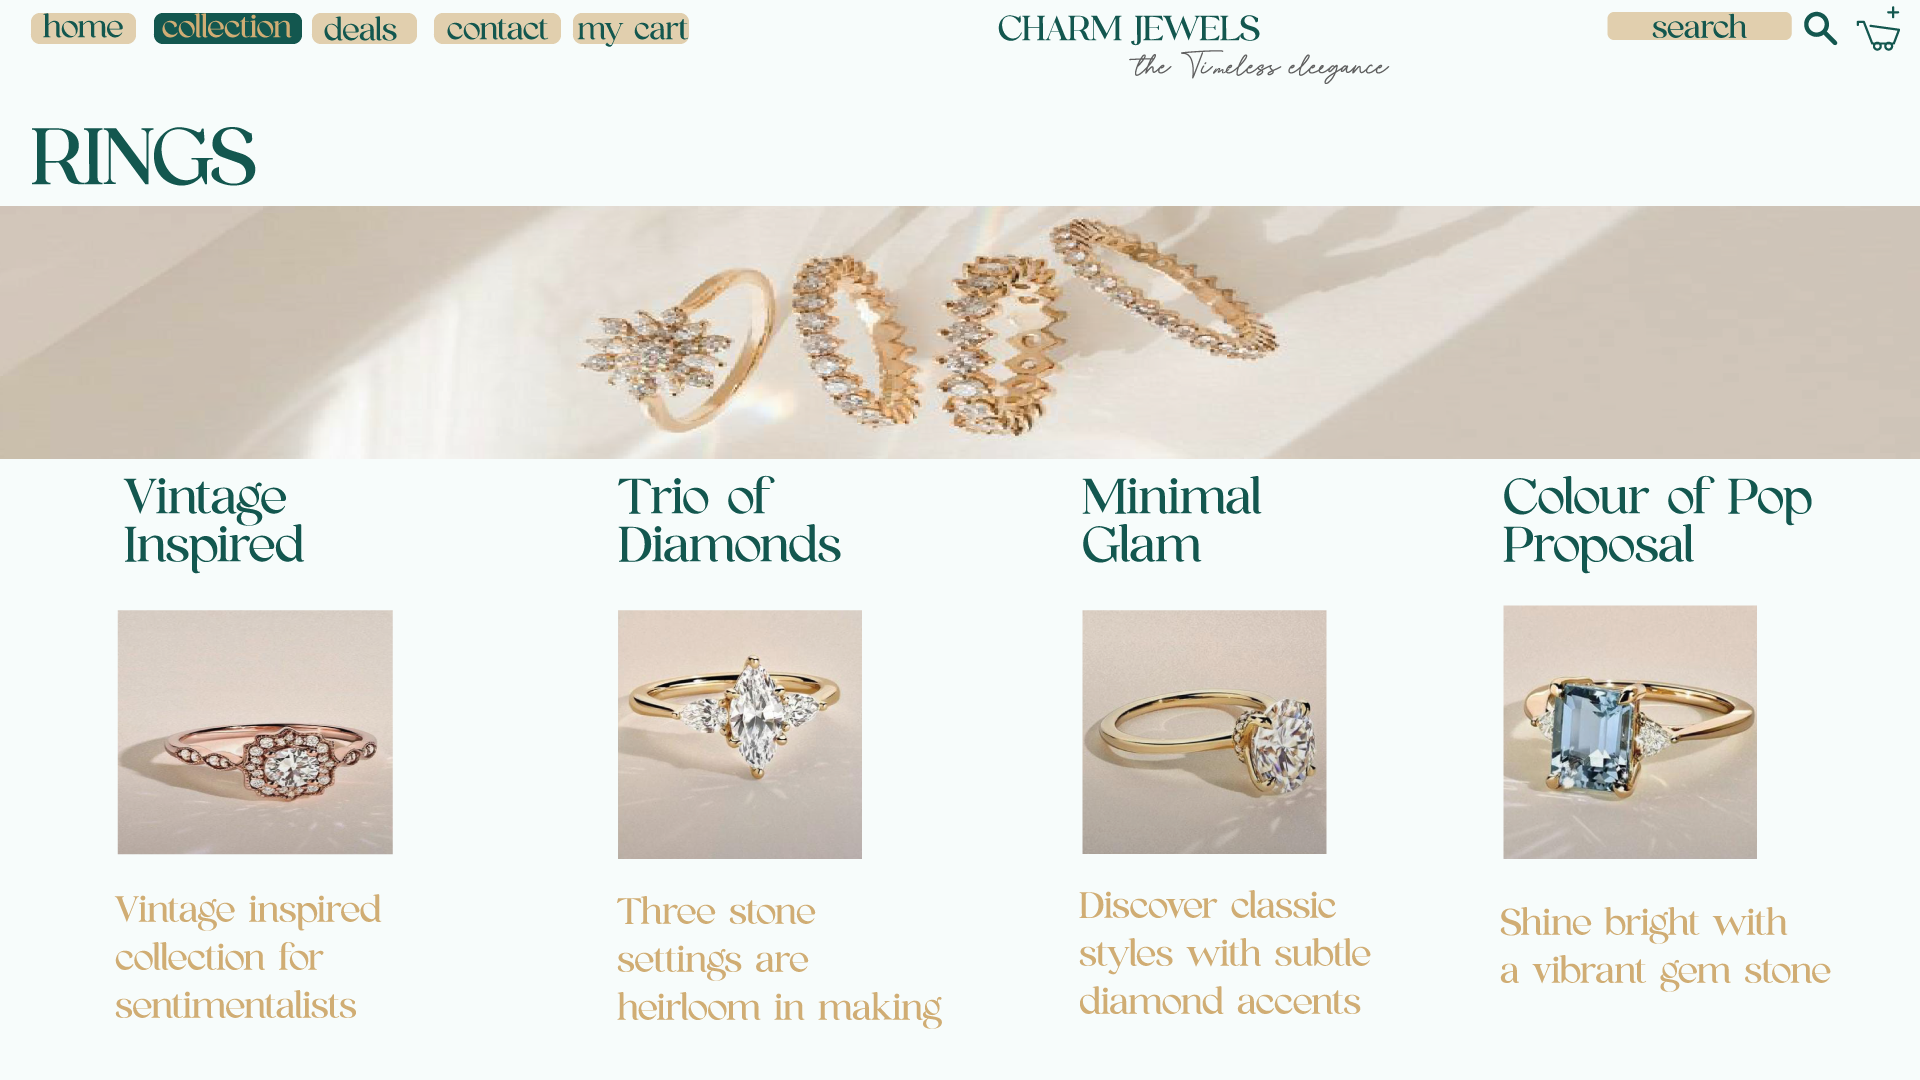 home collection deals contact my cart CHARM JEWELS search
the Timeless eleegance
RINGS
Vintage
Inspired
Trio of
Diamonds
Minimal
Glam
Colour of Pop
Proposal
Vintage inspired
collection for
sentimentalists
Three stone
settings are
heirloom in making
Discover classic
styles with subtle
diamond accents
Shine bright with
a vibrant gem stone